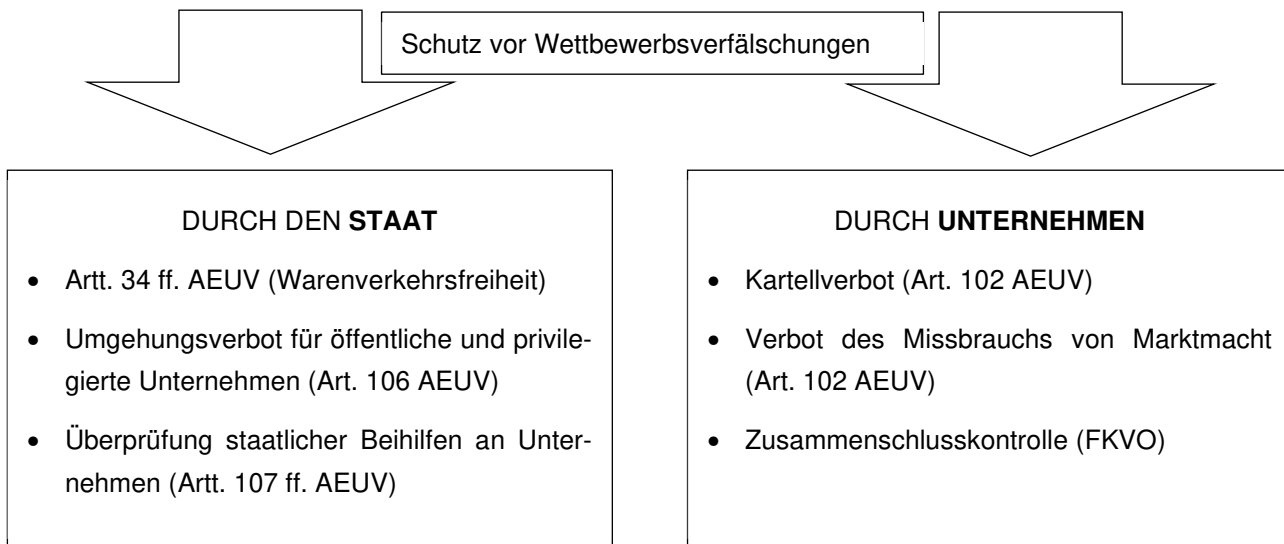 Schutz vor Wettbewerbsverfälschungen
DURCH DEN STAAT
• Artt. 34 ff. AEUV (Warenverkehrsfreiheit)
• Umgehungsverbot für öffentliche und privile-
gierte Unternehmen (Art. 106 AEUV)
• Überprüfung staatlicher Beihilfen an Unter-
nehmen (Artt. 107 ff. AEUV)
DURCH UNTERNEHMEN
• Kartellverbot (Art. 102 AEUV)
• Verbot des Missbrauchs von Marktmacht
(Art. 102 AEUV)
• Zusammenschlusskontrolle (FKVO)